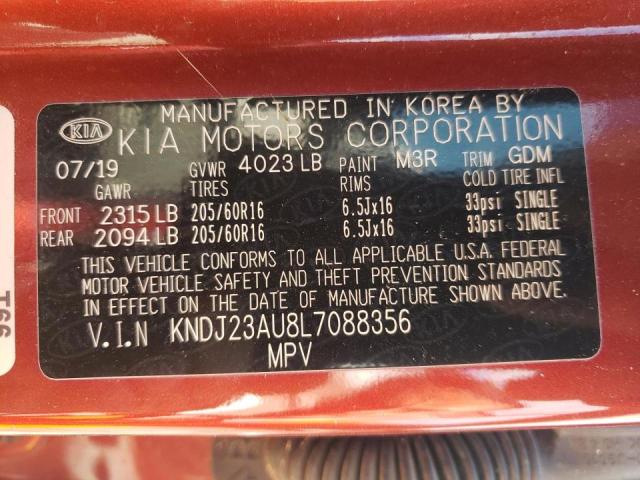 MANUFACTURED IN KOREA BY
KIA KIA MOTORS CORPORATION
07/19 GVWR 4023 LB PAINT M3R TRIM GDM
GAWR TIRES RIMS COLD TIRE INFL
FRONT 2315 LB 205/60R16 6.5Jx16 33psi SINGLE
REAR 2094 LB 205/60R16 6.5Jx16 33psi SINGLE
THIS VEHICLE CONFORMS TO ALL APPLICABLE U.S.A. FEDERAL
MOTOR VEHICLE SAFETY AND THEFT PREVENTION STANDARDS
IN EFFECT ON THE DATE OF MANUFACTURE SHOWN ABOVE.
V.I.N KNDJ23AU8L7088356
MPV